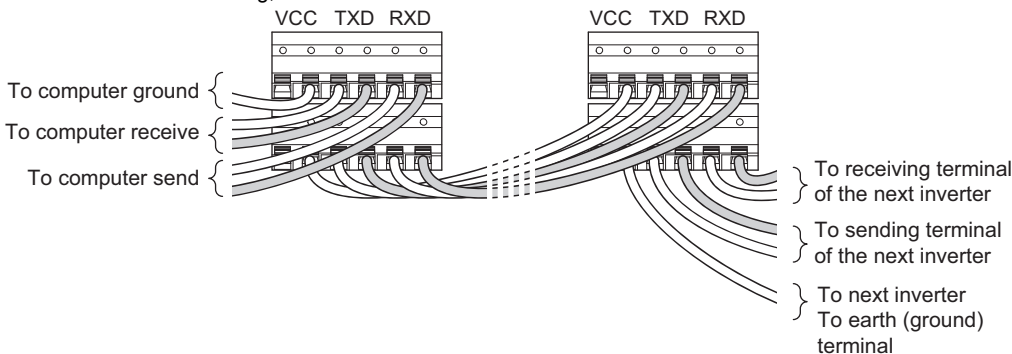 VCC TXD RXD
VCC TXD RXD
To computer ground
To computer receive
To computer send
To receiving terminal
of the next inverter
To sending terminal
of the next inverter
To next inverter
To earth (ground)
terminal